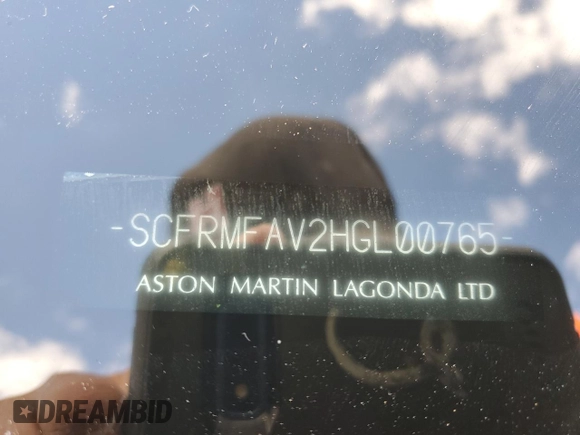 -SCFRMFAV2HGL00765-
ASTON MARTIN LAGONDA LTD
DREAMBID